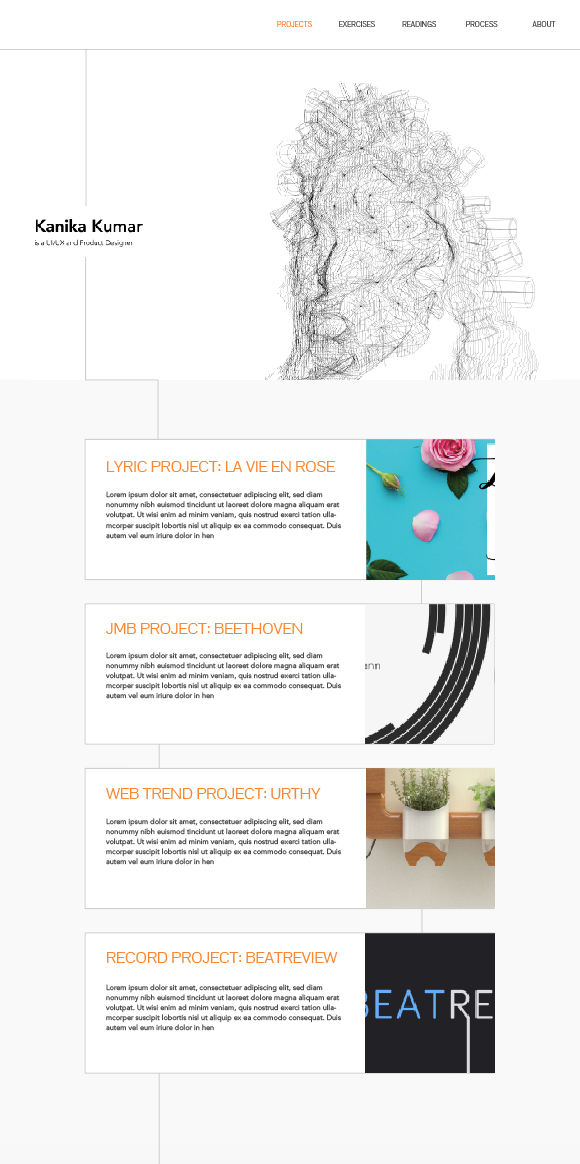 PROJECTS EXERCISES READINGS PROCESS ABOUT
Kanika Kumar
is a UI/UX and Product Designer
LYRIC PROJECT: LA VIE EN ROSE
Lorem ipsum dolor sit amet, consectetuer adipiscing elit, sed diam
nonummy nibh euismod tincidunt ut laoreet dolore magna aliquam erat
volutpat. Ut wisi enim ad minim veniam, quis nostrud exerci tation ulla-
mcorper suscipit lobortis nisl ut aliquip ex ea commodo consequat. Duis
autem vel eum iriure dolor in hen
JMB PROJECT: BEETHOVEN
Lorem ipsum dolor sit amet, consectetuer adipiscing elit, sed diam
nonummy nibh euismod tincidunt ut laoreet dolore magna aliquam erat
volutpat. Ut wisi enim ad minim veniam, quis nostrud exerci tation ulla-
mcorper suscipit lobortis nisl ut aliquip ex ea commodo consequat. Duis
autem vel eum iriure dolor in hen
ann
WEB TREND PROJECT: URTHY
Lorem ipsum dolor sit amet, consectetuer adipiscing elit, sed diam
nonummy nibh euismod tincidunt ut laoreet dolore magna aliquam erat
volutpat. Ut wisi enim ad minim veniam, quis nostrud exerci tation ulla-
mcorper suscipit lobortis nisl ut aliquip ex ea commodo consequat. Duis
autem vel eum iriure dolor in hen
RECORD PROJECT: BEATREVIEW
Lorem ipsum dolor sit amet, consectetuer adipiscing elit, sed diam
nonummy nibh euismod tincidunt ut laoreet dolore magna aliquam erat
volutpat. Ut wisi enim ad minim veniam, quis nostrud exerci tation ulla-
mcorper suscipit lobortis nisl ut aliquip ex ea commodo consequat. Duis
autem vel eum iriure dolor in hen
BEATRE